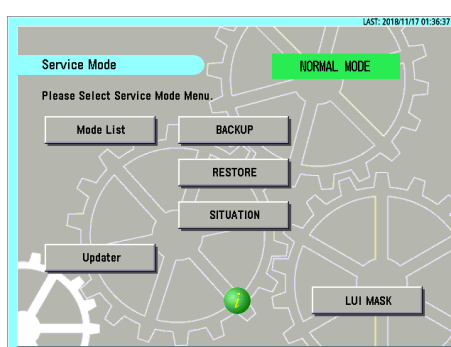 LAST: 2018/11/17 01:36:37
Service Mode
NORMAL MODE
Please Select Service Mode Menu.
Mode List
BACKUP
RESTORE
SITUATION
Updater
i
LUI MASK